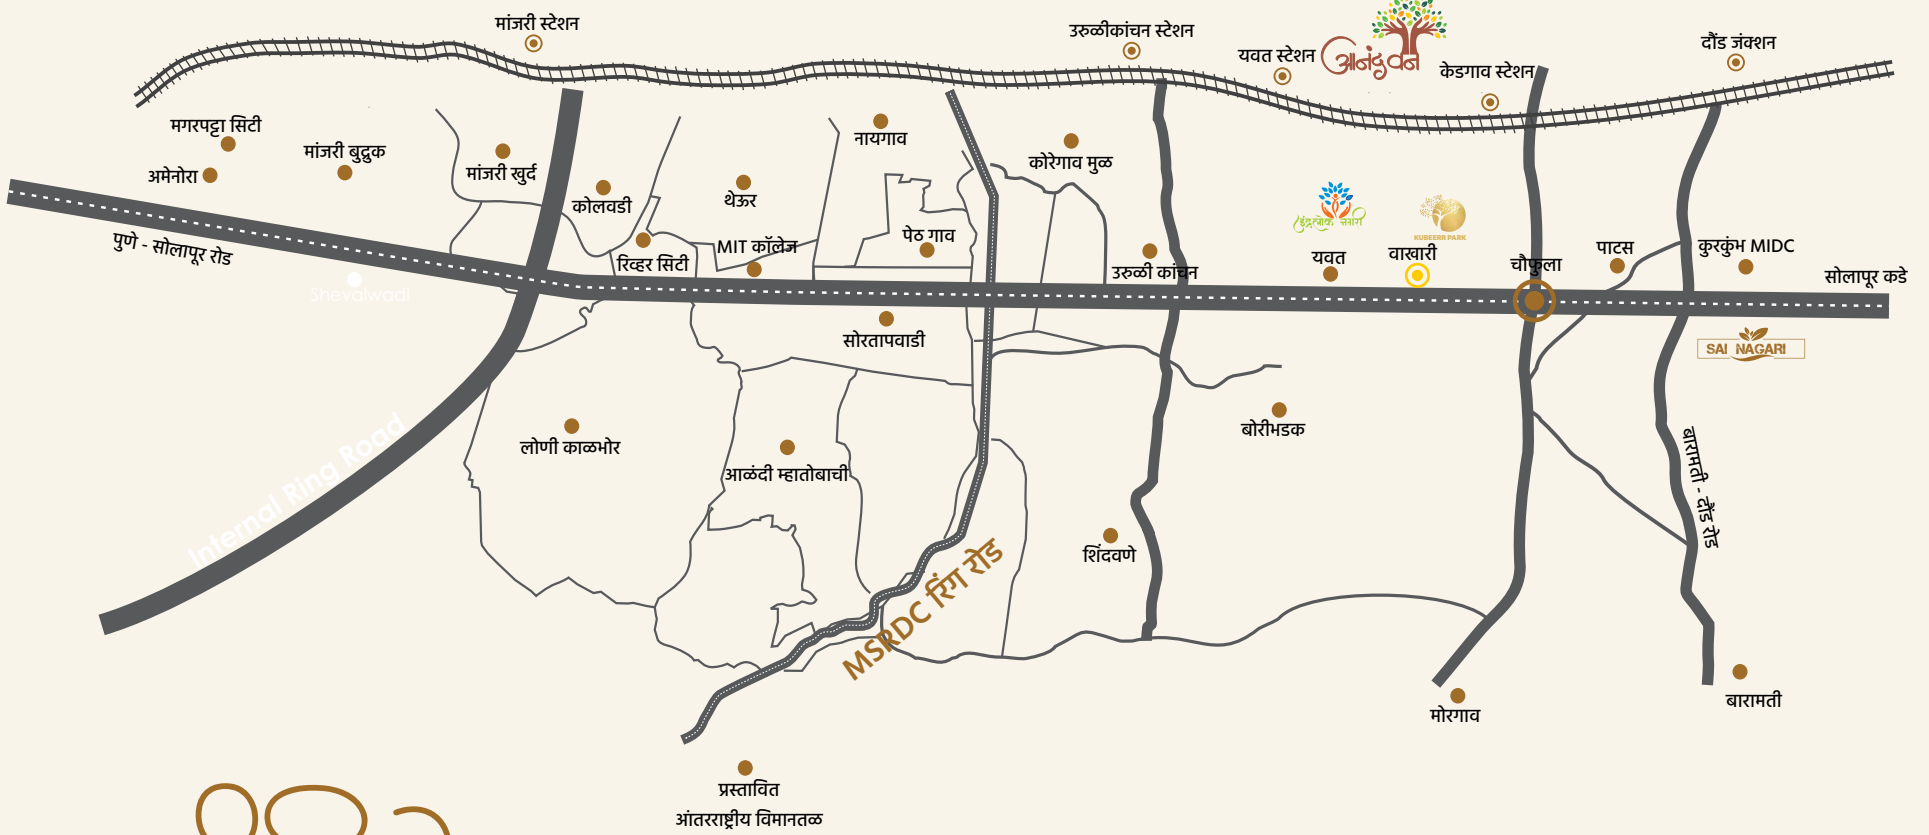 मांजरी स्टेशन
उरुळीकांचन स्टेशन
यवत स्टेशन
आनंदवन
केडगाव स्टेशन
दौंड जंक्शन
मगरपट्टा सिटी
अमेनोरा
मांजरी बुद्रुक
मांजरी खुर्द
कोलवडी
थेऊर
नायगाव
कोरेगाव मुळ
पुणे - सोलापूर रोड
Shevalwadi
रिव्हर सिटी
MIT कॉलेज
पेठ गाव
उरुळी कांचन
इंद्रलोक नगरी
KUBEERR PARK
यवत
वाखारी
चौफुला
पाटस
कुरकुंभ MIDC
सोलापूर कडे
सोरतापवाडी
SAI NAGARI
Internal Ring Road
लोणी काळभोर
आळंदी म्हातोबाची
बोरीभडक
बारामती - दौंड रोड
शिंदवणे
MSRDC रिंग रोड
मोरगाव
बारामती
प्रस्तावित
आंतरराष्ट्रीय विमानतळ